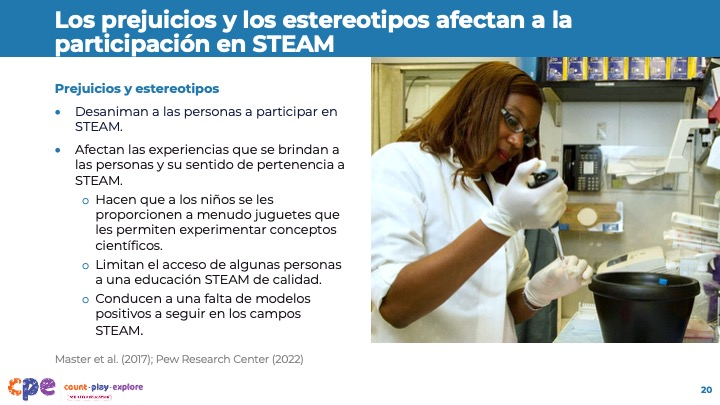 Los prejuicios y los estereotipos afectan a la
participación en STEAM
Prejuicios y estereotipos
• Desaniman a las personas a participar en
STEAM.
• Afectan las experiencias que se brindan a
las personas y su sentido de pertenencia a
STEAM.
o Hacen que a los niños se les
proporcionen a menudo juguetes que
les permiten experimentar conceptos
científicos.
o Limitan el acceso de algunas personas
a una educación STEAM de calidad.
o Conducen a una falta de modelos
positivos a seguir en los campos
STEAM.
Master et al. (2017); Pew Research Center (2022)
cpe count·play·explore
20